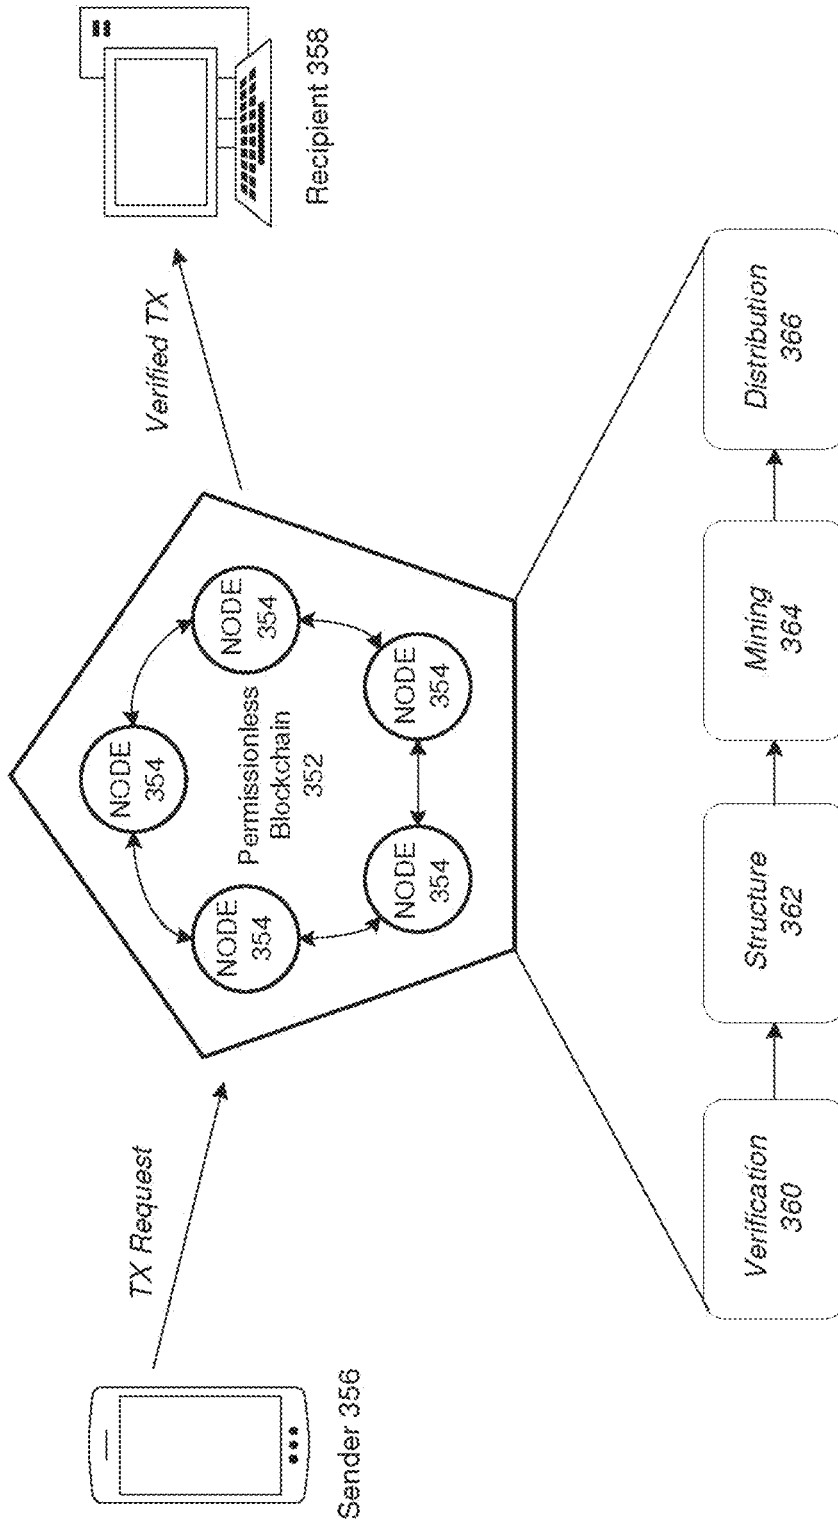 TX Request
Verified TX
Sender 356
Recipient 358
NODE
354
NODE
354
NODE
354
NODE
354
NODE
354
Permissionless
Blockchain
352
Verification
360
Structure
362
Mining
364
Distribution
366